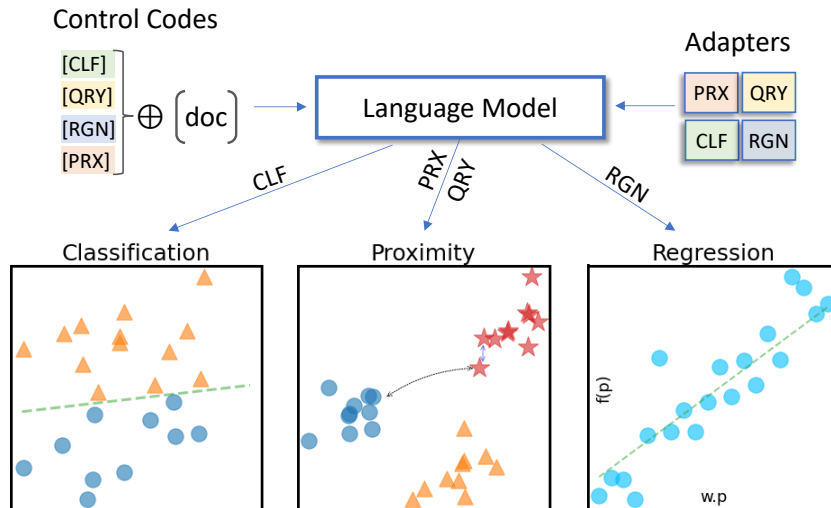 Control Codes
[CLF]
[QRY]
[RGN]
[PRX]
⊕
[doc]
Language Model
Adapters
PRX QRY
CLF RGN
CLF
PRX
QRY
RGN
Classification
Proximity
Regression
f(p)
w.p